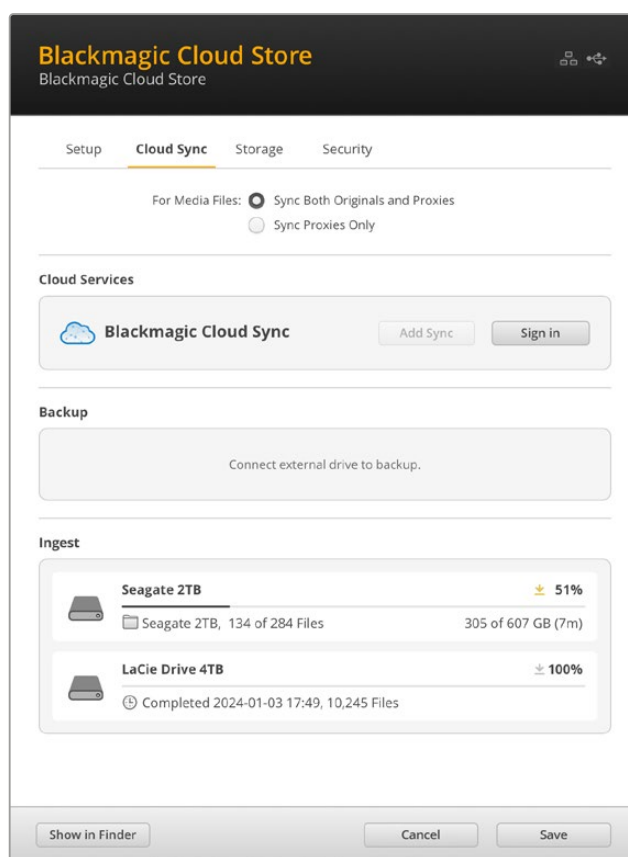 Blackmagic Cloud Store
Blackmagic Cloud Store
Setup Cloud Sync Storage Security
For Media Files: Sync Both Originals and Proxies
Sync Proxies Only
Cloud Services
Blackmagic Cloud Sync Add Sync Sign in
Backup
Connect external drive to backup.
Ingest
Seagate 2TB 51%
Seagate 2TB, 134 of 284 Files 305 of 607 GB (7m)
LaCie Drive 4TB 100%
Completed 2024-01-03 17:49, 10,245 Files
Show in Finder Cancel Save